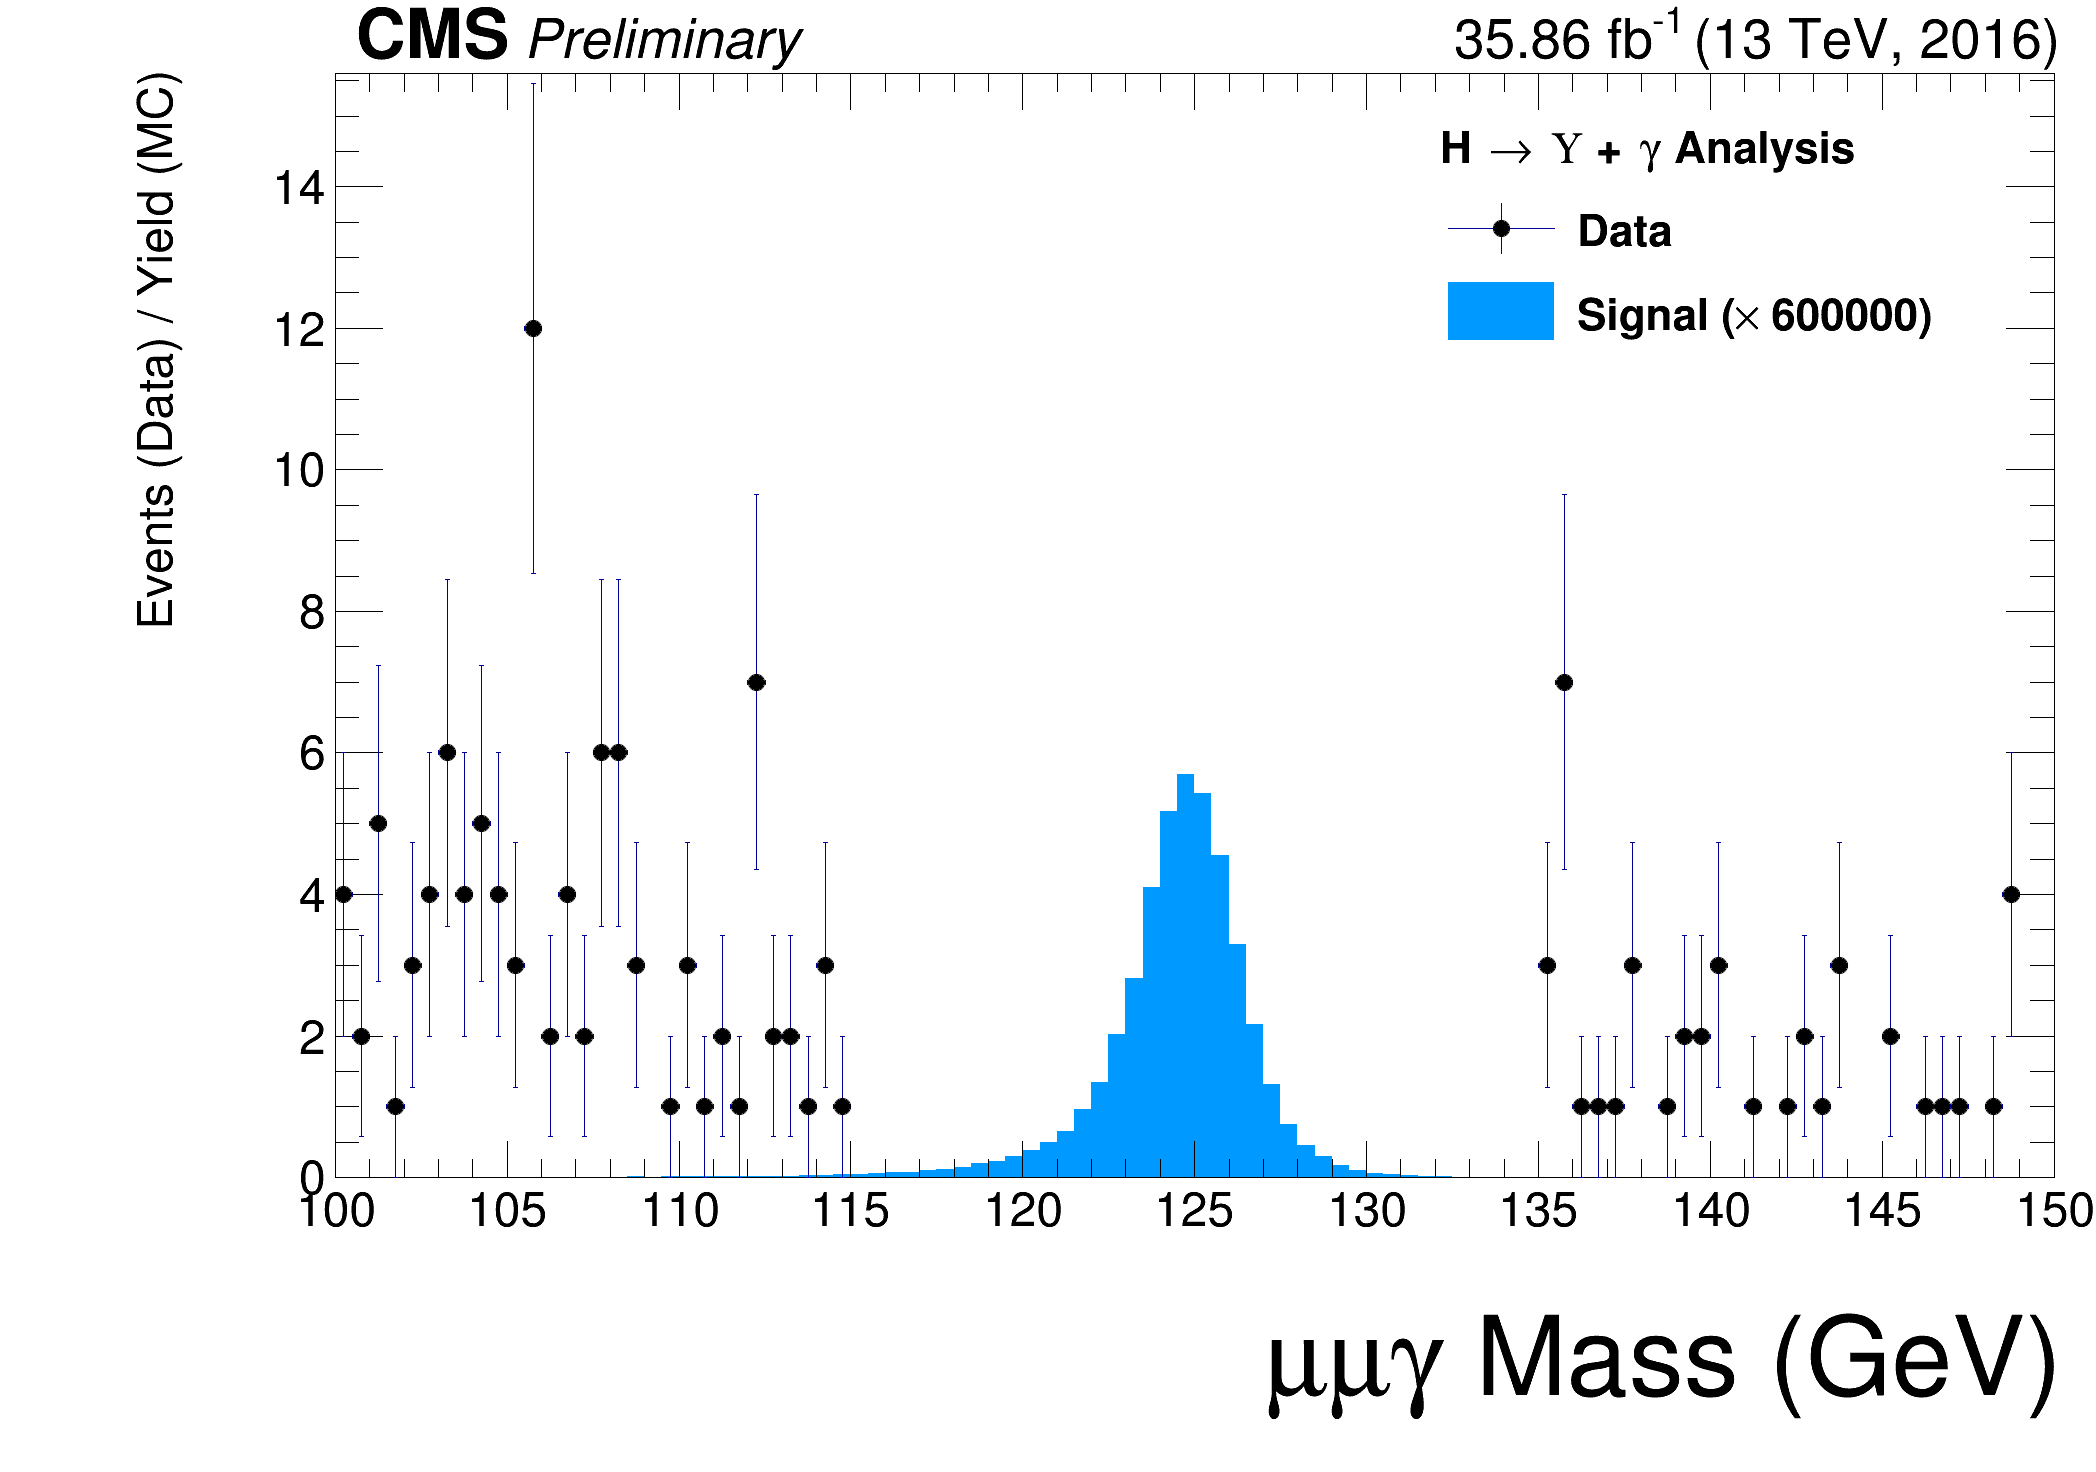 CMS Preliminary
35.86 fb⁻¹ (13 TeV, 2016)
Events (Data) / Yield (MC)
H → ϒ + γ Analysis
Data
Signal (× 600000)
14
12
10
8
6
4
2
0
100 105 110 115 120 125 130 135 140 145 150
μμγ Mass (GeV)